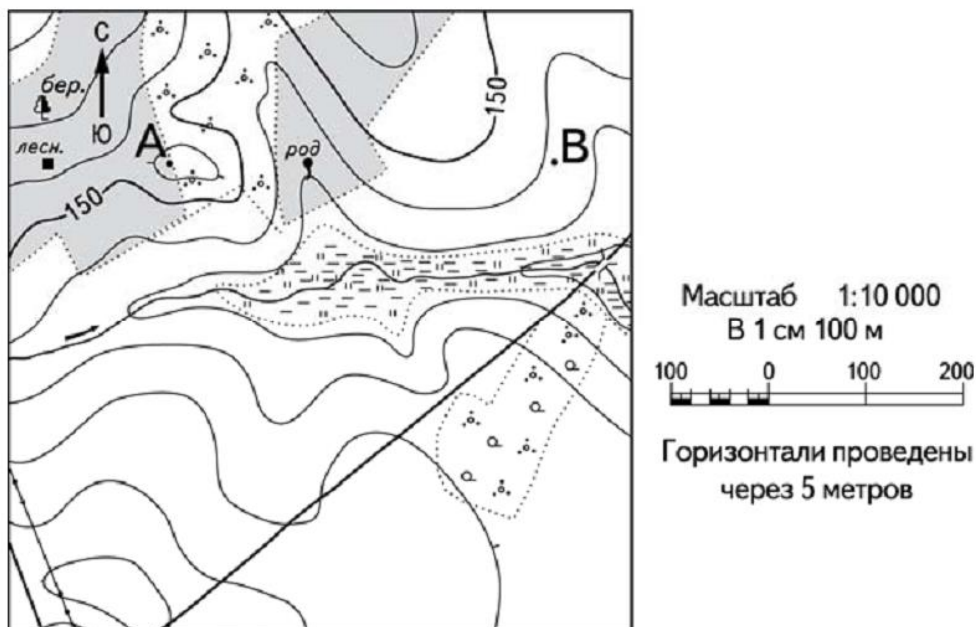 С
бер.
Ю
лесн.
А
род
150
В
150
Масштаб 1:10 000
В 1 см 100 м
100 0 100 200
Горизонтали проведены
через 5 метров